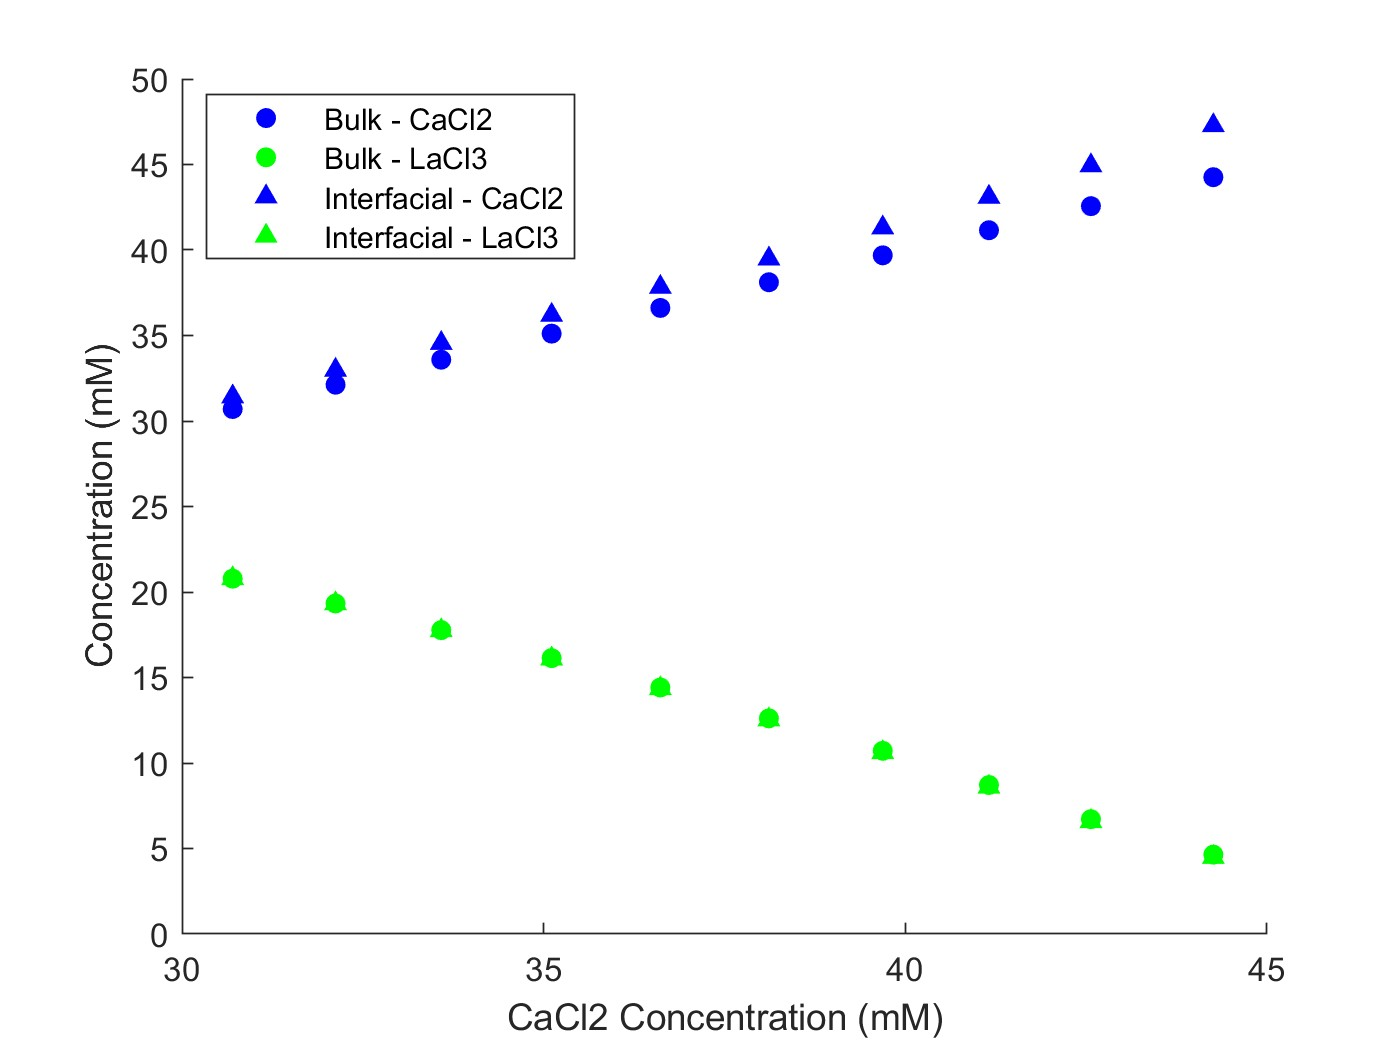 50
45
40
35
30
25
20
15
10
5
0
Bulk - CaCl2
Bulk - LaCl3
Interfacial - CaCl2
Interfacial - LaCl3
Concentration (mM)
30 35 40 45
CaCl2 Concentration (mM)